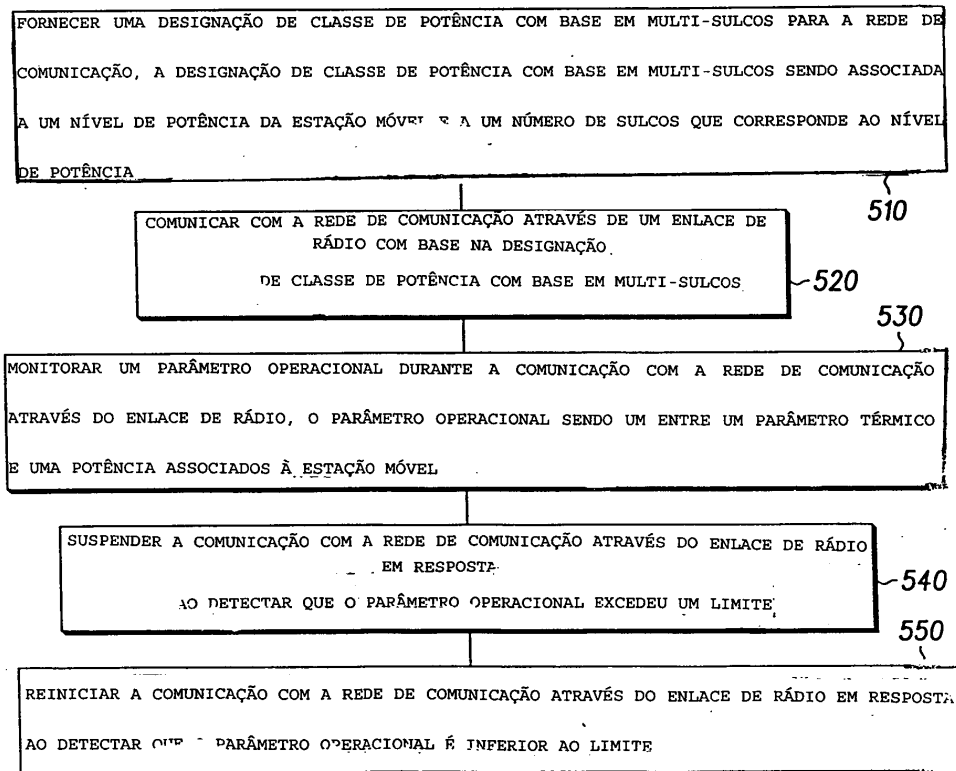 FORNECER UMA DESIGNAÇÃO DE CLASSE DE POTÊNCIA COM BASE EM MULTI-SULCOS PARA A REDE DE
COMUNICAÇÃO, A DESIGNAÇÃO DE CLASSE DE POTÊNCIA COM BASE EM MULTI-SULCOS SENDO ASSOCIADA
A UM NÍVEL DE POTÊNCIA DA ESTAÇÃO MÓVEL E A UM NÚMERO DE SULCOS QUE CORRESPONDE AO NÍVEL
DE POTÊNCIA
510
COMUNICAR COM A REDE DE COMUNICAÇÃO ATRAVÉS DE UM ENLACE DE
RÁDIO COM BASE NA DESIGNAÇÃO
DE CLASSE DE POTÊNCIA COM BASE EM MULTI-SULCOS
520
530
MONITORAR UM PARÂMETRO OPERACIONAL DURANTE A COMUNICAÇÃO COM A REDE DE COMUNICAÇÃO
ATRAVÉS DO ENLACE DE RÁDIO, O PARÂMETRO OPERACIONAL SENDO UM ENTRE UM PARÂMETRO TÉRMICO
E UMA POTÊNCIA ASSOCIADOS À ESTAÇÃO MÓVEL
SUSPENDER A COMUNICAÇÃO COM A REDE DE COMUNICAÇÃO ATRAVÉS DO ENLACE DE RÁDIO
EM RESPOSTA
AO DETECTAR QUE O PARÂMETRO OPERACIONAL EXCEDEU UM LIMITE
540
550
REINICIAR A COMUNICAÇÃO COM A REDE DE COMUNICAÇÃO ATRAVÉS DO ENLACE DE RÁDIO EM RESPOSTA
AO DETECTAR PARÂMETRO OPERACIONAL É INFERIOR AO LIMITE